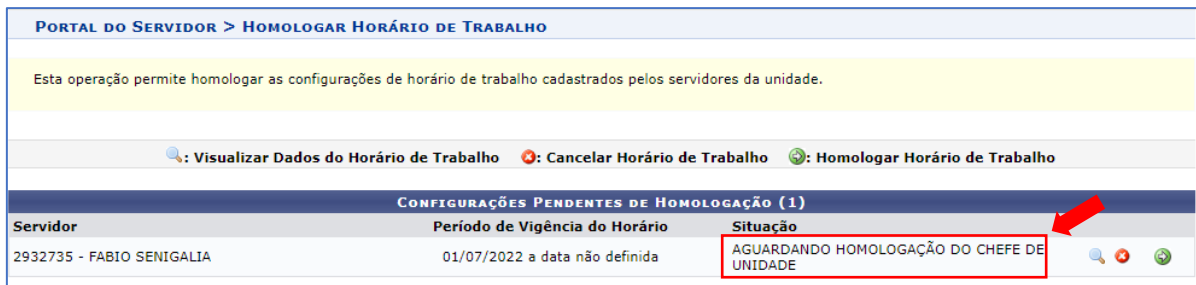 PORTAL DO SERVIDOR > HOMOLOGAR HORÁRIO DE TRABALHO
Esta operação permite homologar as configurações de horário de trabalho cadastrados pelos servidores da unidade.
: Visualizar Dados do Horário de Trabalho : Cancelar Horário de Trabalho : Homologar Horário de Trabalho
CONFIGURAÇÕES PENDENTES DE HOMOLOGAÇÃO (1)
Servidor Período de Vigência do Horário Situação
2932735 - FABIO SENIGALIA 01/07/2022 a data não definida AGUARDANDO HOMOLOGAÇÃO DO CHEFE DE
UNIDADE